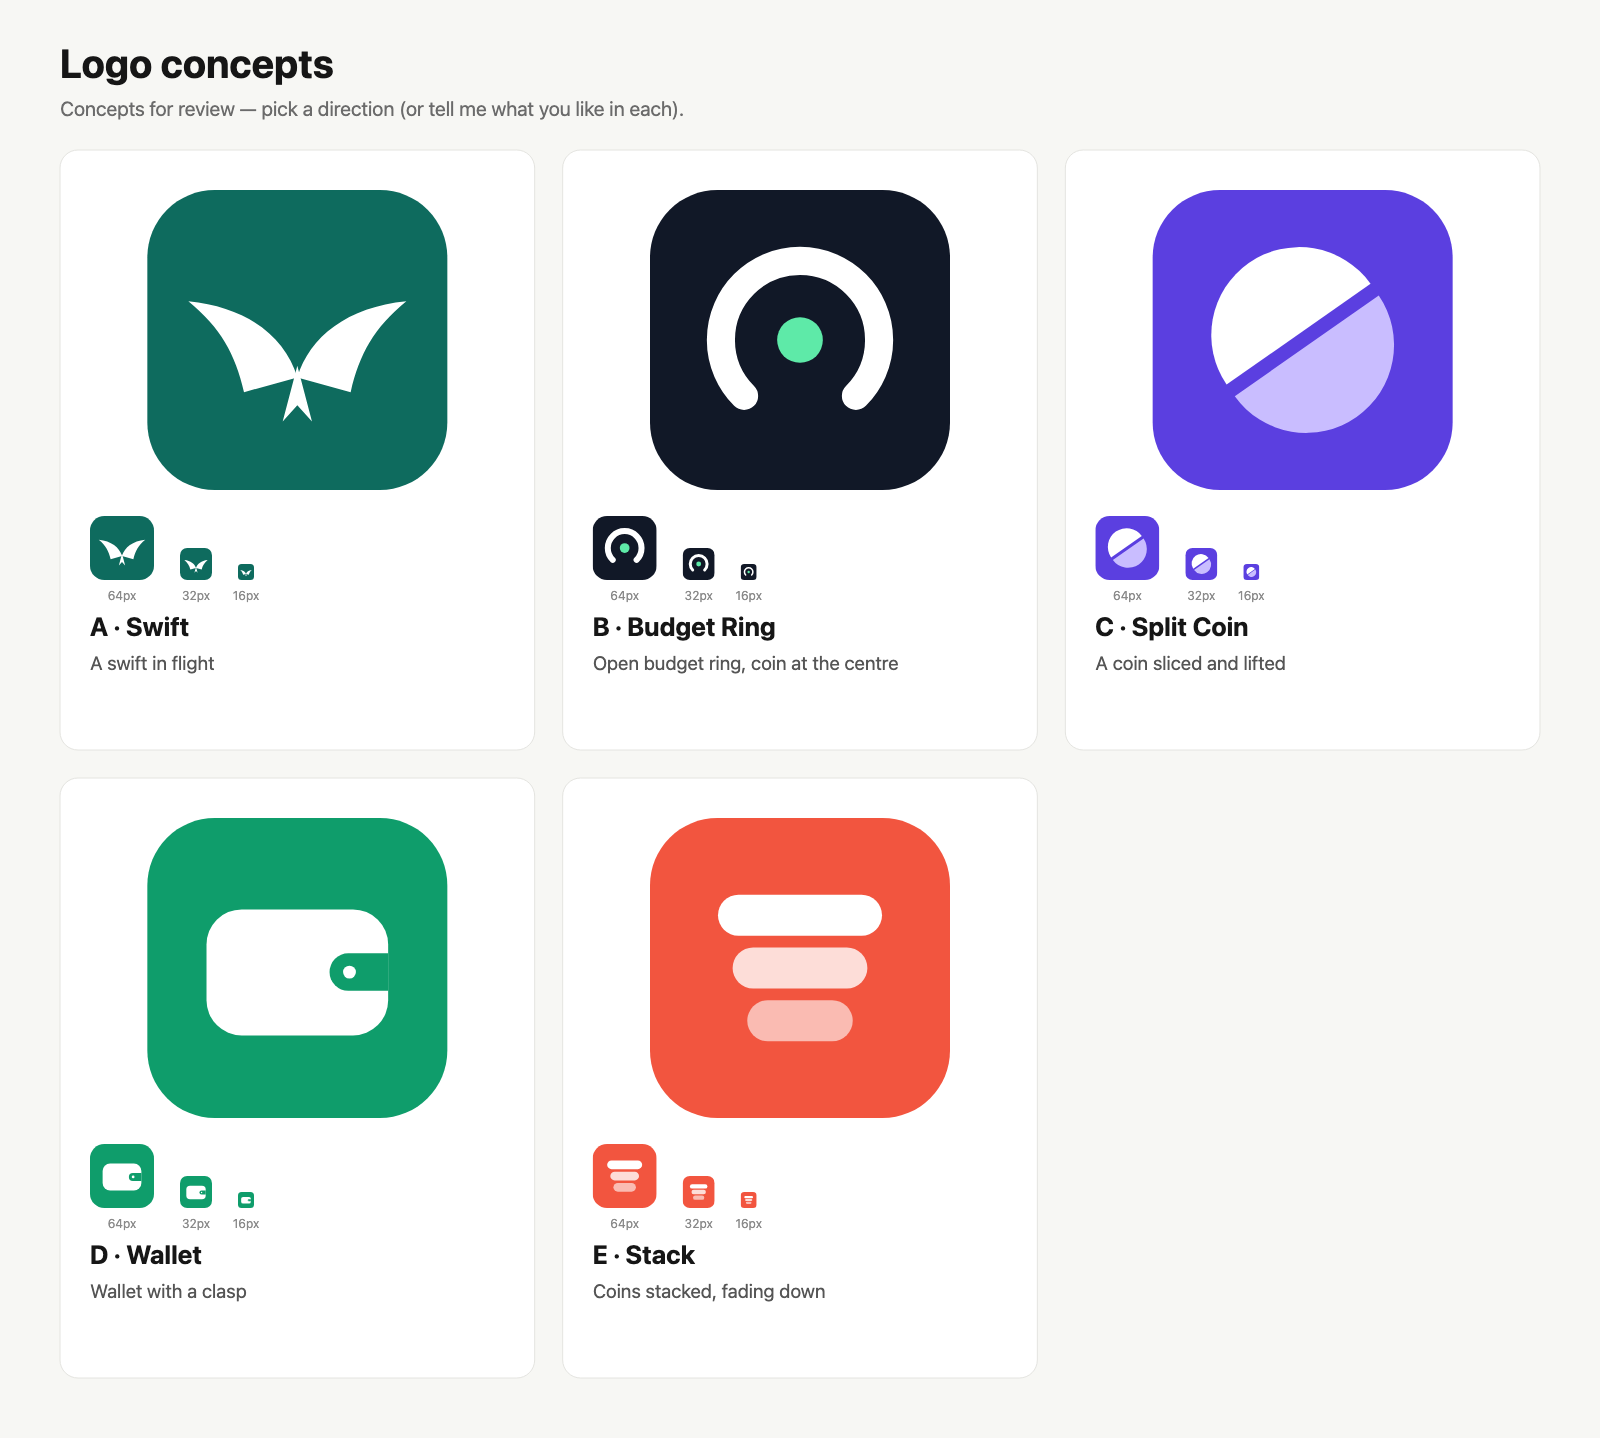 Logo concepts
Concepts for review — pick a direction (or tell me what you like in each).
64px 32px 16px
A · Swift
A swift in flight
64px 32px 16px
B · Budget Ring
Open budget ring, coin at the centre
64px 32px 16px
C · Split Coin
A coin sliced and lifted
64px 32px 16px
D · Wallet
Wallet with a clasp
64px 32px 16px
E · Stack
Coins stacked, fading down